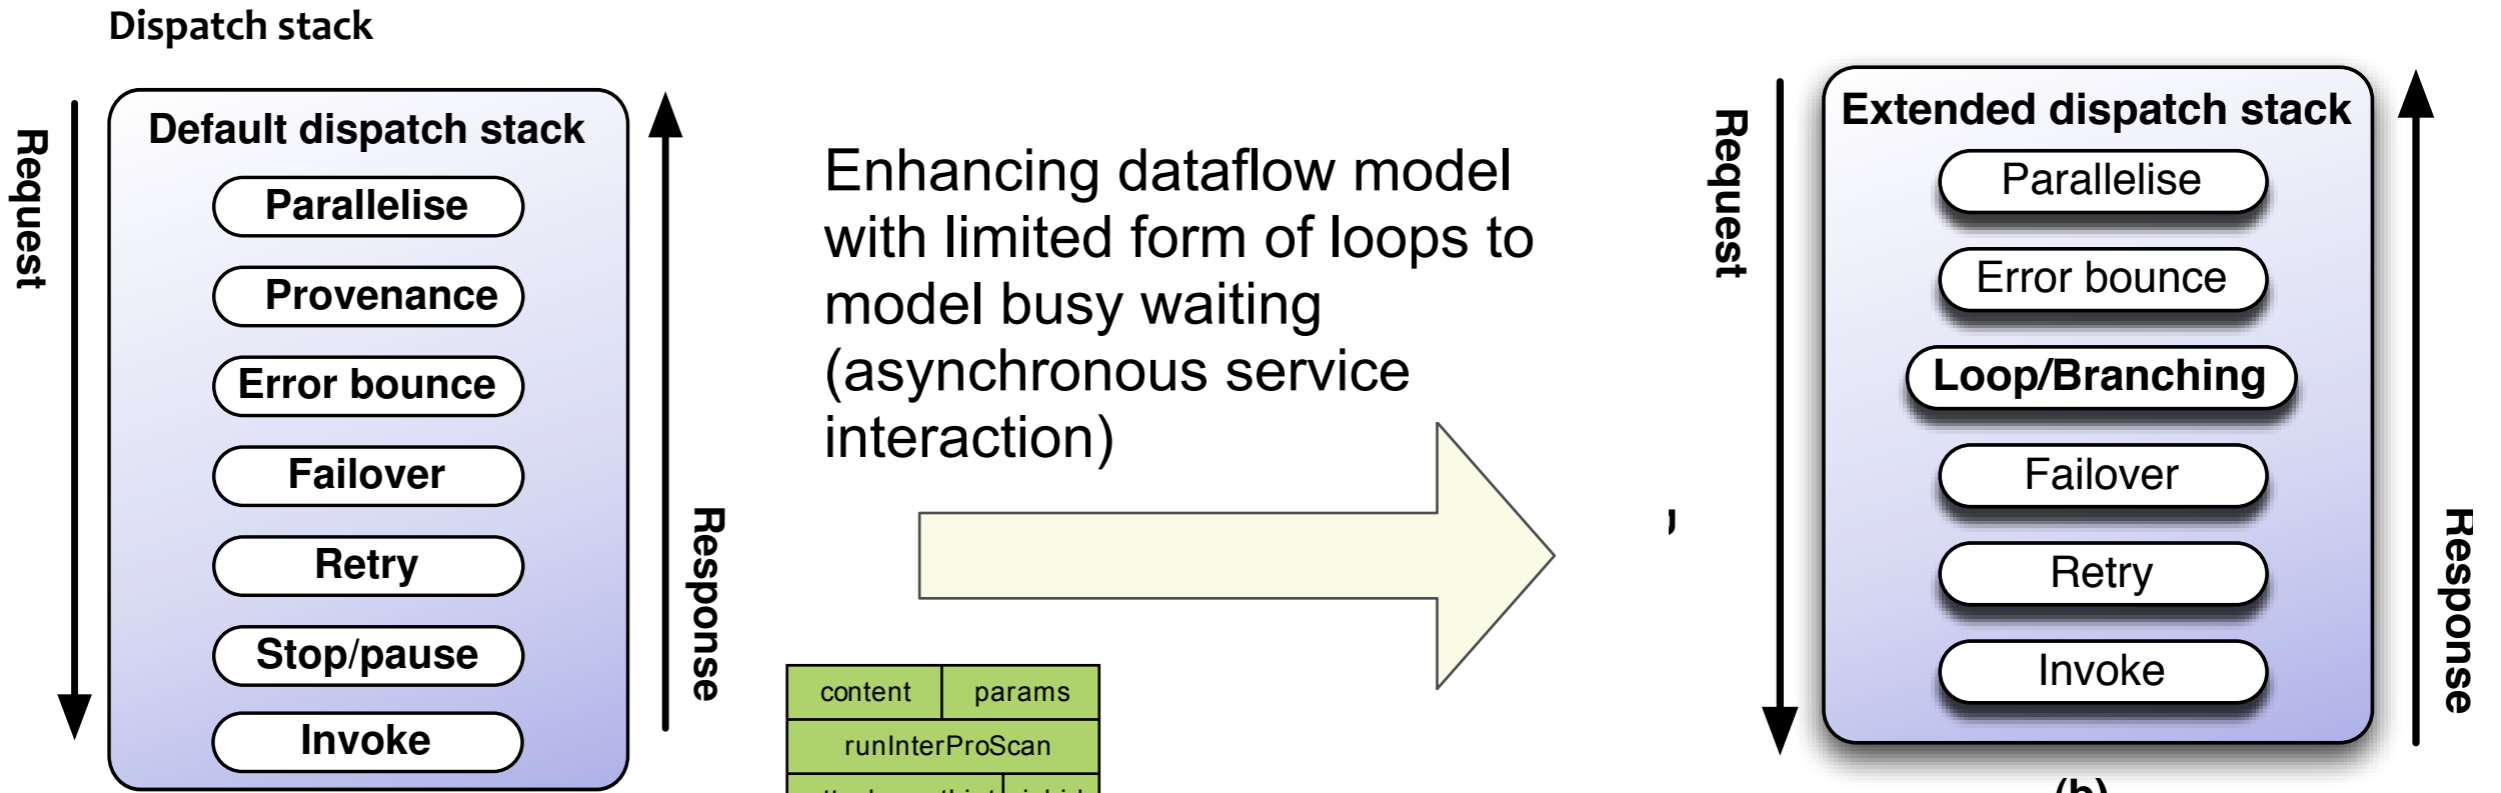 Dispatch stack
Request
Default dispatch stack
Parallelise
Provenance
Error bounce
Failover
Retry
Stop/pause
Invoke
Response
Enhancing dataflow model
with limited form of loops to
model busy waiting
(asynchronous service
interaction)
content params
runInterProScan
Request
Extended dispatch stack
Parallelise
Error bounce
Loop/Branching
Failover
Retry
Invoke
Response
(b)